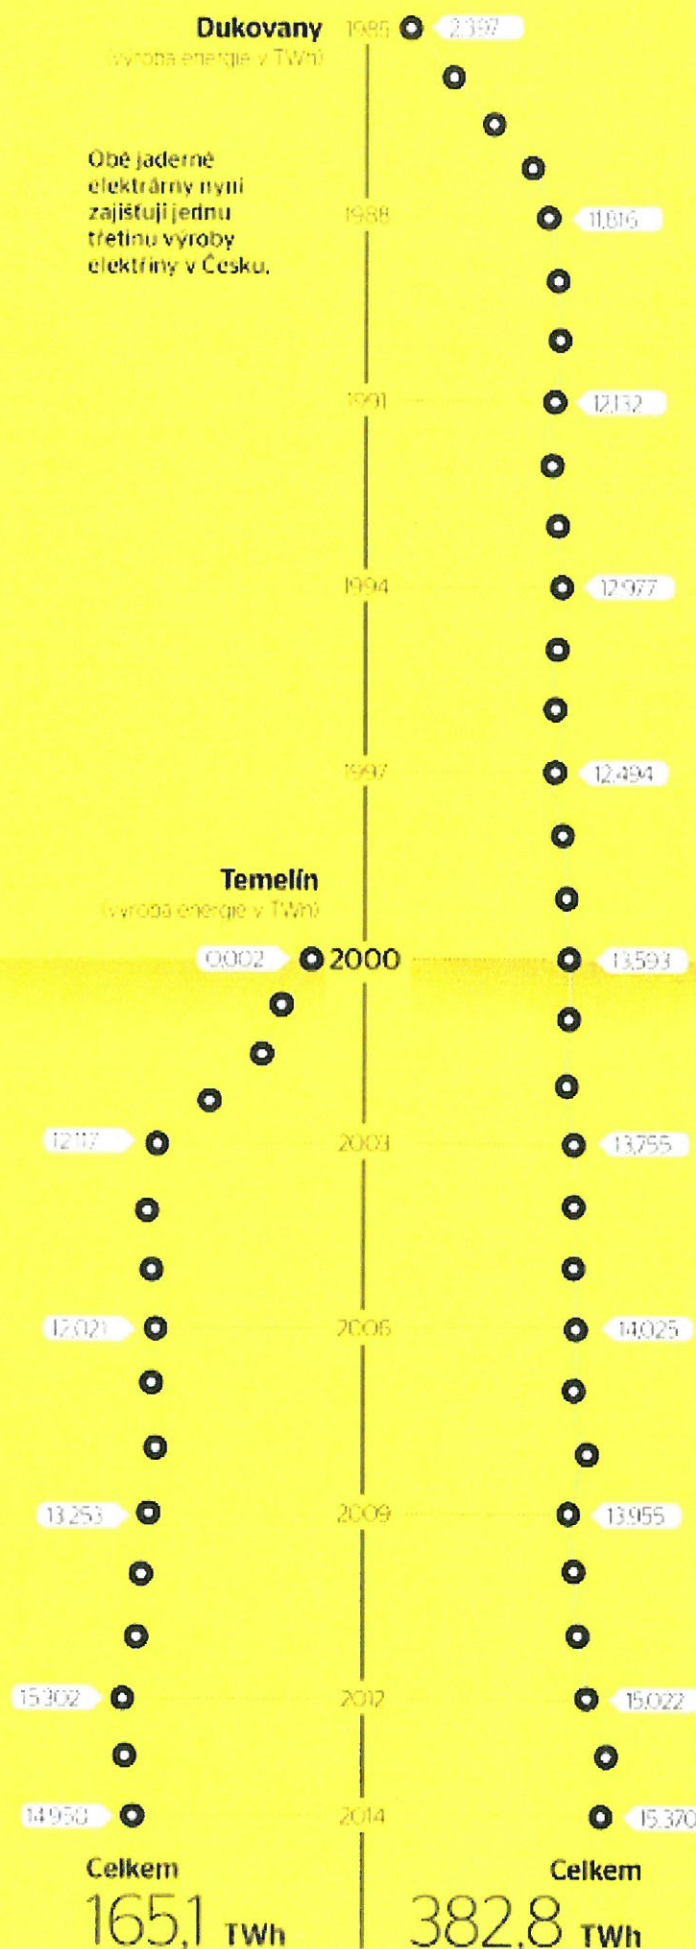 Dukovany 1985 2,397
(výroba energie v TWh)
Obě jaderné
elektrárny nyní
zajišťují jednu
třetinu výroby
elektřiny v Česku.
1988 11,816
1991 12,132
1994 12,977
1997 12,494
Temelín
(výroba energie v TWh)
0,002 2000 13,593
12,117 2003 13,755
12,021 2006 14,025
13,253 2009 13,955
15,302 2012 15,022
14,950 2014 15,370
Celkem Celkem
165,1 TWh 382,8 TWh